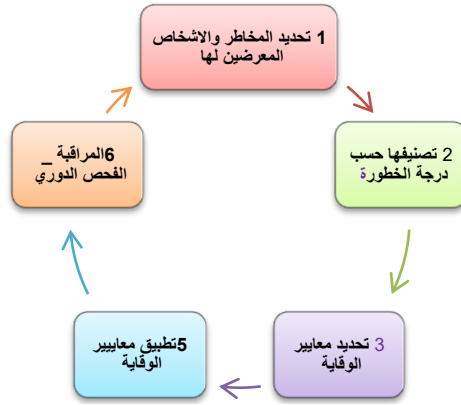 1 تحديد المخاطر والاشخاص
المعرضين لها
2 تصنيفها حسب
درجة الخطورة
3 تحديد معايير
الوقاية
5تطبيق معاييير
الوقاية
6المراقبة _
الفحص الدوري